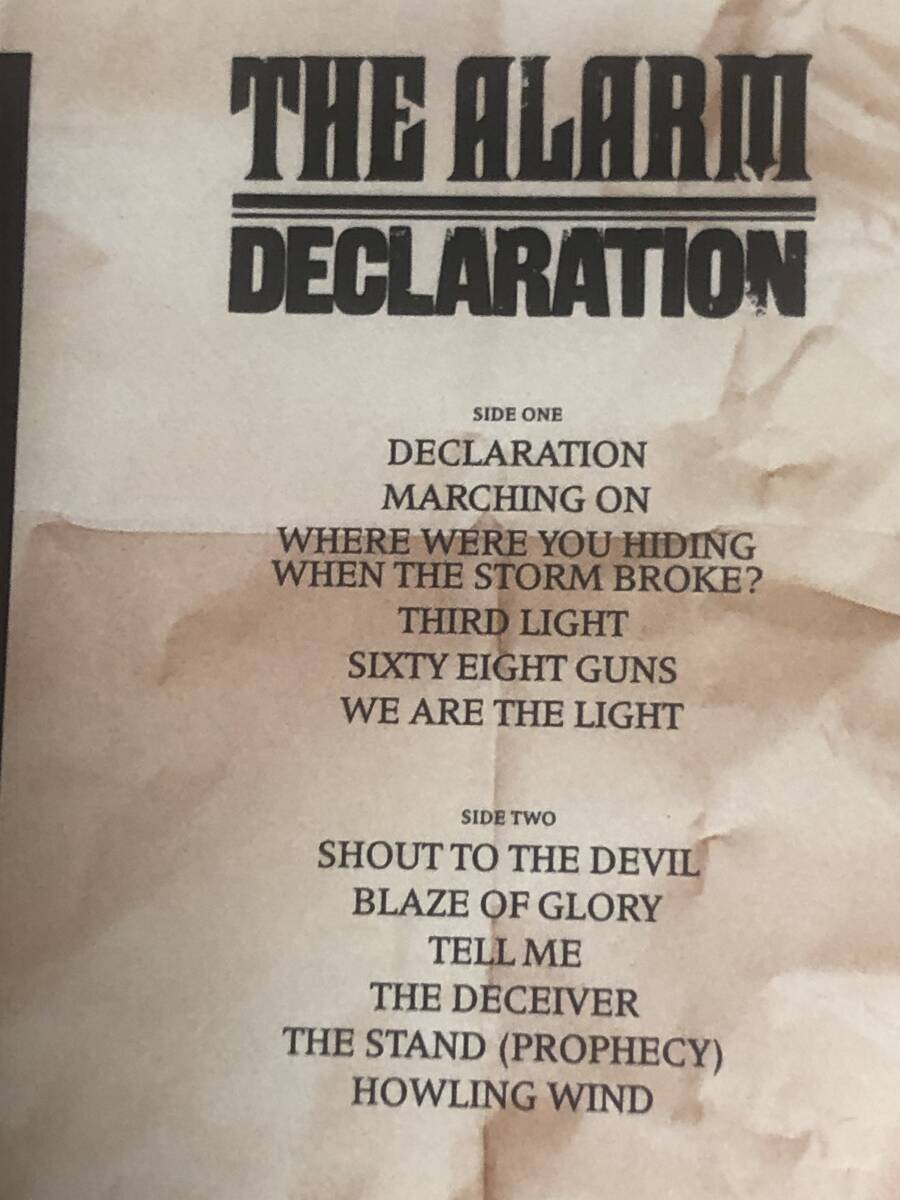 THE ALARM
DECLARATION
SIDE ONE
DECLARATION
MARCHING ON
WHERE WERE YOU HIDING
WHEN THE STORM BROKE?
THIRD LIGHT
SIXTY EIGHT GUNS
WE ARE THE LIGHT
SIDE TWO
SHOUT TO THE DEVIL
BLAZE OF GLORY
TELL ME
THE DECEIVER
THE STAND (PROPHECY)
HOWLING WIND